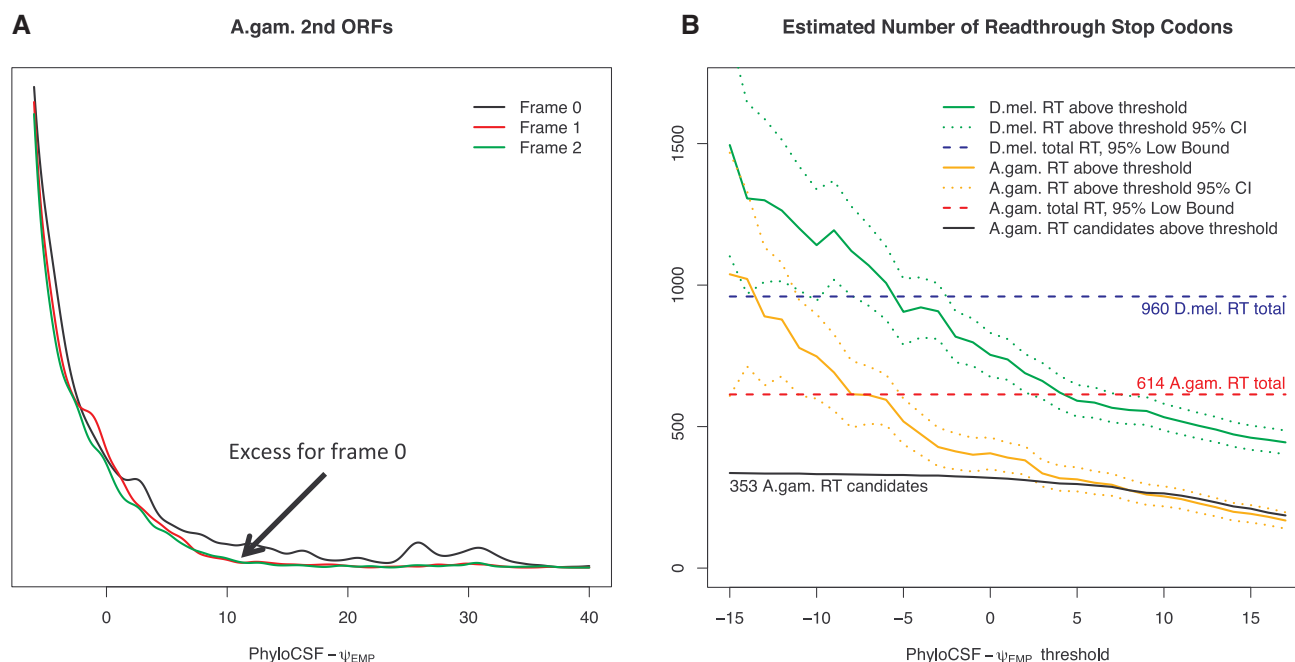 A
A.gam. 2nd ORFs
Frame 0
Frame 1
Frame 2
Excess for frame 0
0
10
20
30
40
PhyloCSF − ψEMP
B
Estimated Number of Readthrough Stop Codons
D.mel. RT above threshold
D.mel. RT above threshold 95% CI
D.mel. total RT, 95% Low Bound
A.gam. RT above threshold
A.gam. RT above threshold 95% CI
A.gam. total RT, 95% Low Bound
A.gam. RT candidates above threshold
960 D.mel. RT total
614 A.gam. RT total
353 A.gam. RT candidates
1500
1000
500
0
−15
−10
−5
0
5
10
15
PhyloCSF − ψEMP threshold